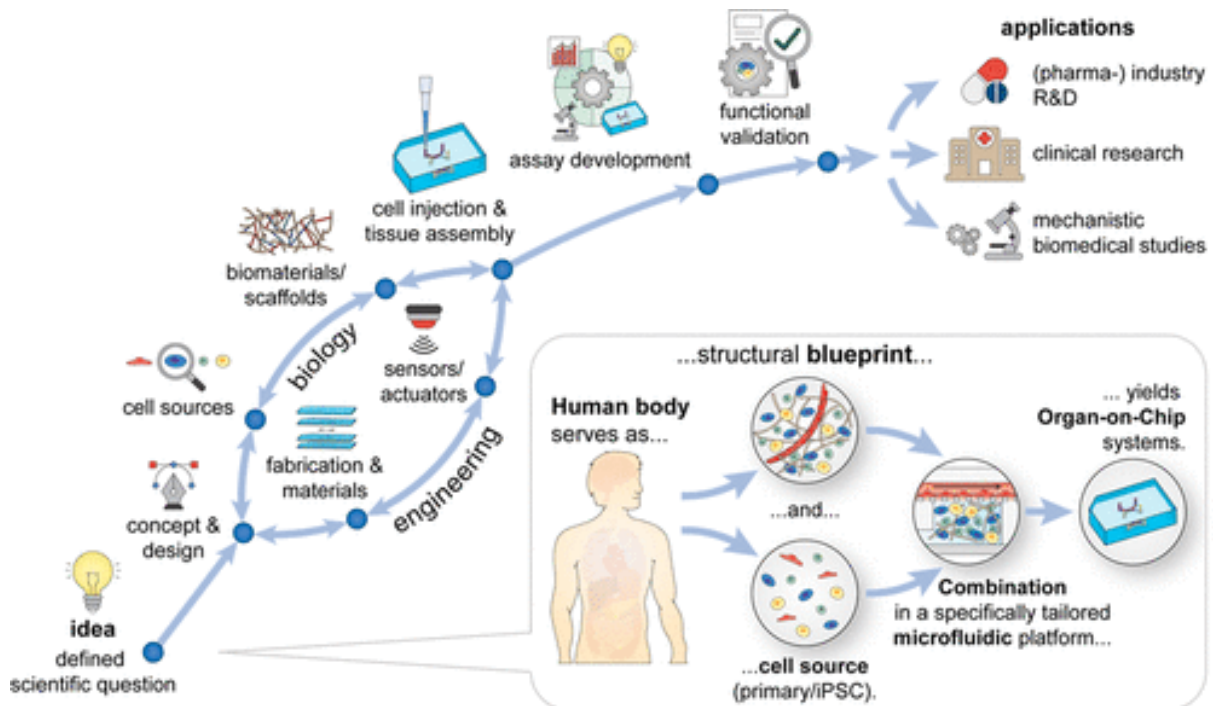 applications
(pharma-) industry
R&D
clinical research
mechanistic
biomedical studies
functional
validation
assay development
cell injection &
tissue assembly
biomaterials/
scaffolds
biology
sensors/
actuators
cell sources
fabrication &
materials
engineering
concept &
design
idea
defined
scientific question
...structural blueprint...
Human body
serves as...
...and...
...cell source
(primary/iPSC).
Combination
in a specifically tailored
microfluidic platform...
... yields
Organ-on-Chip
systems.